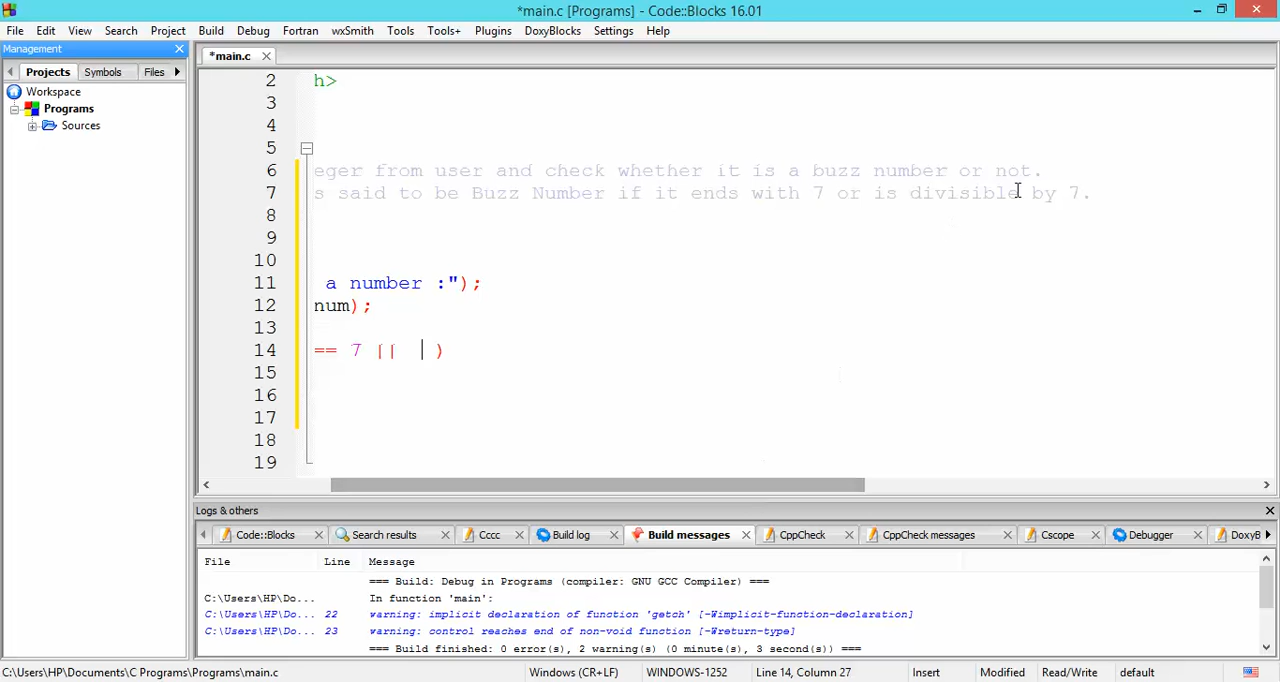 *main.c [Programs] - Code::Blocks 16.01
File Edit View Search Project Build Debug Fortran wxSmith Tools Tools+ Plugins DoxyBlocks Settings Help
Management
*main.c
Projects Symbols Files
Workspace
Programs
Sources
2 h>
3
4
5
6 eger from user and check whether it is a buzz number or not.
7 s said to be Buzz Number if it ends with 7 or is divisible by 7.
8
9
10
11 a number :");
12 num);
13
14 == 7 || )
15
16
17
18
19
Logs & others
Code::Blocks Search results Cccc Build log Build messages CppCheck CppCheck messages Cscope Debugger DoxyB
File Line Message
=== Build: Debug in Programs (compiler: GNU GCC Compiler) ===
C:\Users\HP\Do... In function 'main':
C:\Users\HP\Do... 22 warning: implicit declaration of function 'getch' [-Wimplicit-function-declaration]
C:\Users\HP\Do... 23 warning: control reaches end of non-void function [-Wreturn-type]
=== Build finished: 0 error(s), 2 warning(s) (0 minute(s), 3 second(s)) ===
C:\Users\HP\Documents\C Programs\Programs\main.c Windows (CR+LF) WINDOWS-1252 Line 14, Column 27 Insert Modified Read/Write default